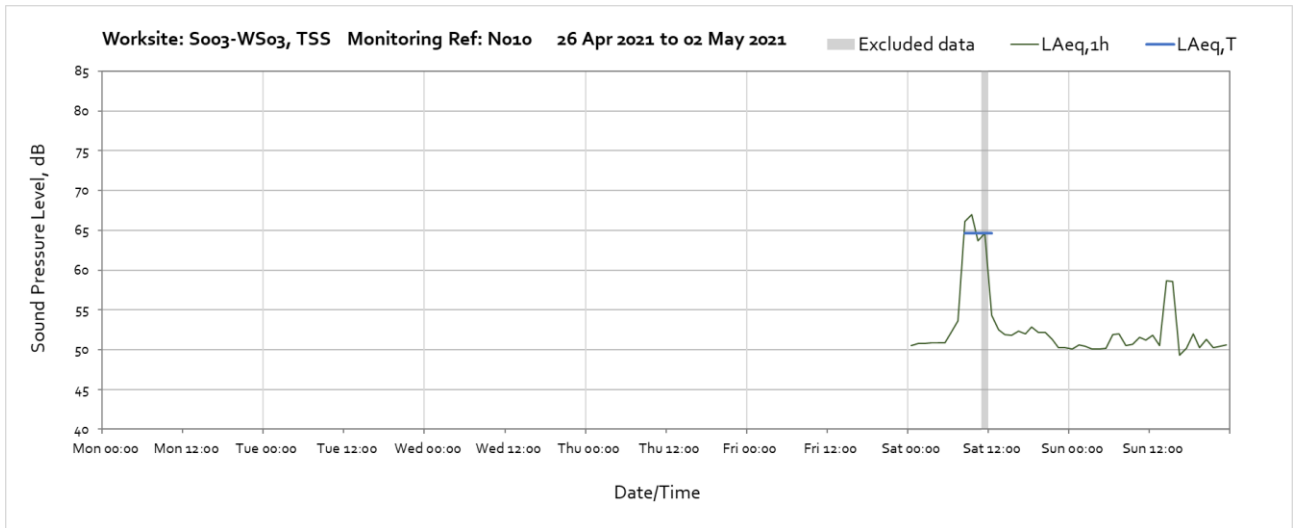 Worksite: S003-WS03, TSS Monitoring Ref: N010 26 Apr 2021 to 02 May 2021
Excluded data
LAeq,1h
LAeq,T
Sound Pressure Level, dB
85
80
75
70
65
60
55
50
45
40
Mon 00:00
Mon 12:00
Tue 00:00
Tue 12:00
Wed 00:00
Wed 12:00
Thu 00:00
Thu 12:00
Fri 00:00
Fri 12:00
Sat 00:00
Sat 12:00
Sun 00:00
Sun 12:00
Date/Time